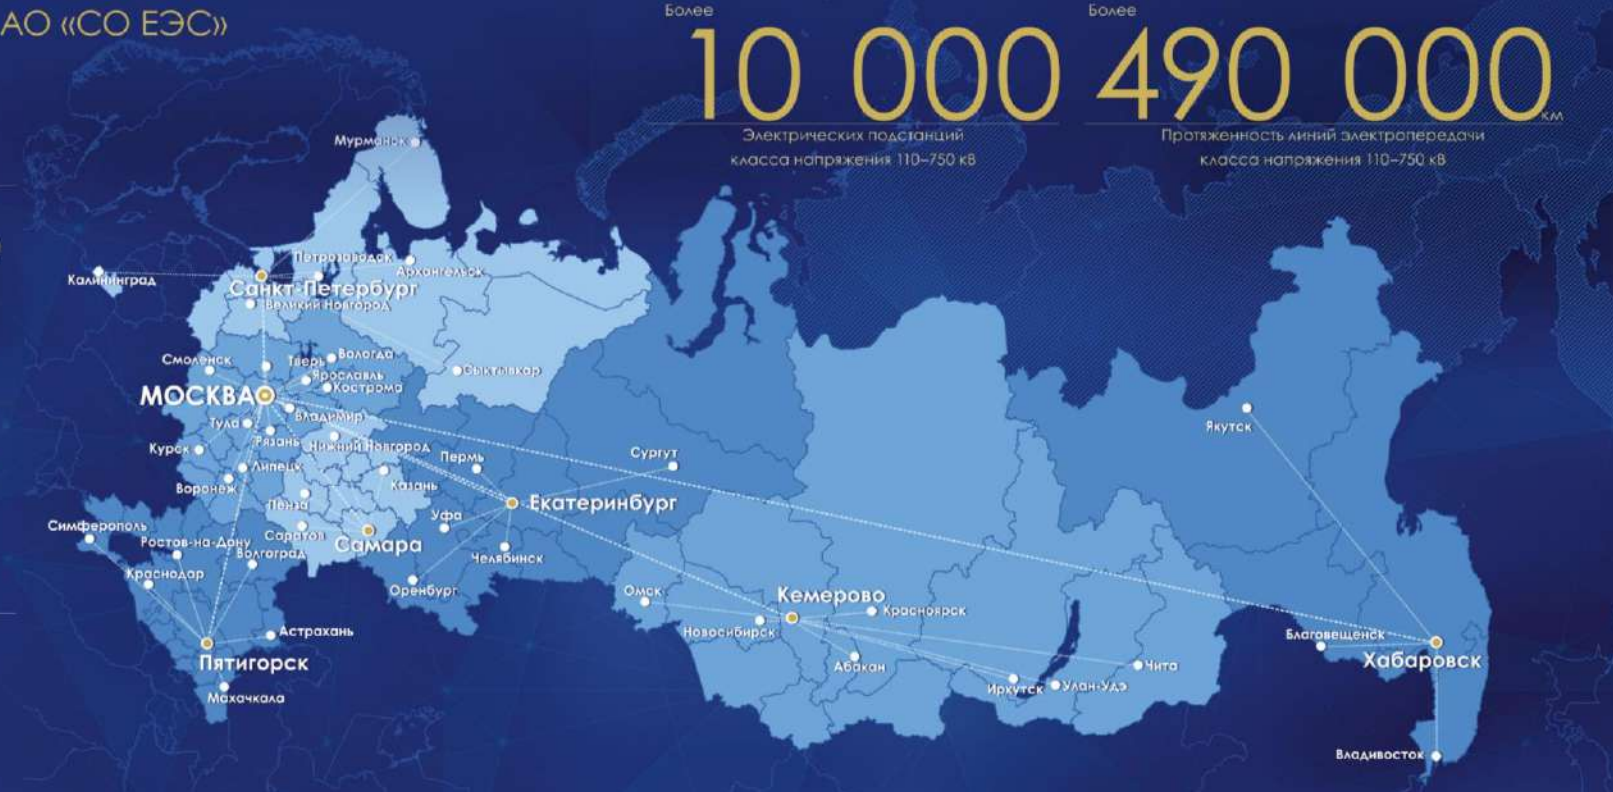 АО «СО ЕЭС»
Более
10 000
Электрических подстанций
класса напряжения 110–750 кВ
Более
490 000 км
Протяженность линий электропередачи
класса напряжения 110–750 кВ
Мурманск
Петрозаводск
Архангельск
Калининград
Санкт-Петербург
Великий Новгород
Смоленск
Тверь
Вологда
Ярославль
Сыктывкар
Кострома
МОСКВА
Владимир
Тула
Рязань
Нижний Новгород
Курск
Липецк
Пермь
Сургут
Якутск
Воронеж
Казань
Пенза
Екатеринбург
Уфа
Симферополь
Саратов
Самара
Ростов-на-Дону
Волгоград
Челябинск
Краснодар
Оренбург
Омск
Кемерово
Красноярск
Новосибирск
Астрахань
Благовещенск
Пятигорск
Абакан
Чита
Хабаровск
Иркутск
Улан-Удэ
Махачкала
Владивосток